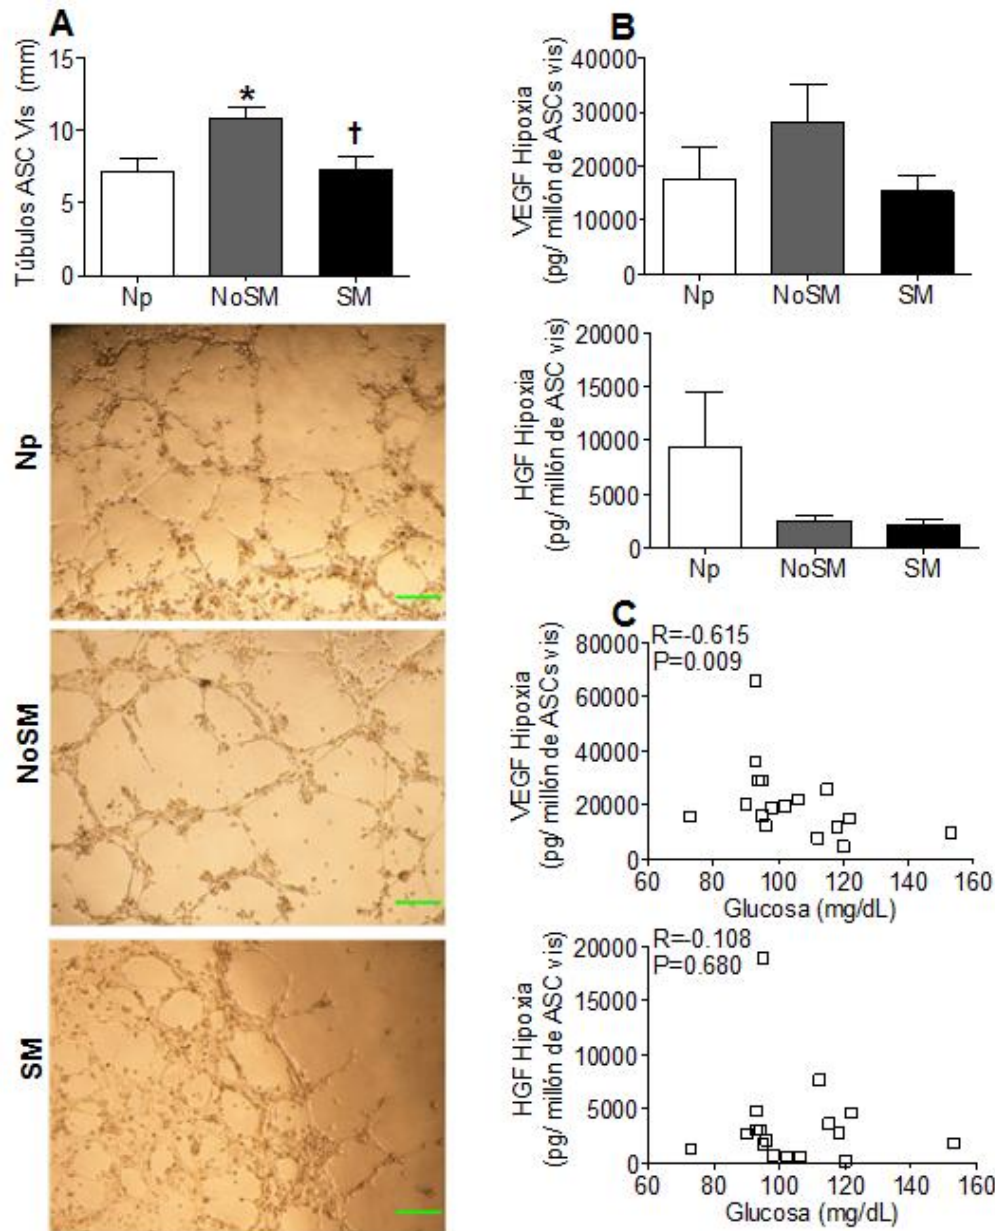 A
Túbulos ASC Vis (mm)
15
10
5
0
*
†
Np
NoSM
SM
Np
NoSM
SM
B
VEGF Hipoxia
(pg/ millón de ASCs vis)
40000
30000
20000
10000
0
Np
NoSM
SM
HGF Hipoxia
(pg/ millón de ASC vis)
20000
15000
10000
5000
0
Np
NoSM
SM
C
R=-0.615
P=0.009
VEGF Hipoxia
(pg/ millón de ASCs vis)
80000
60000
40000
20000
0
60
80
100
120
140
160
Glucosa (mg/dL)
R=-0.108
P=0.680
HGF Hipoxia
(pg/ millón de ASC vis)
20000
15000
10000
5000
0
60
80
100
120
140
160
Glucosa (mg/dL)